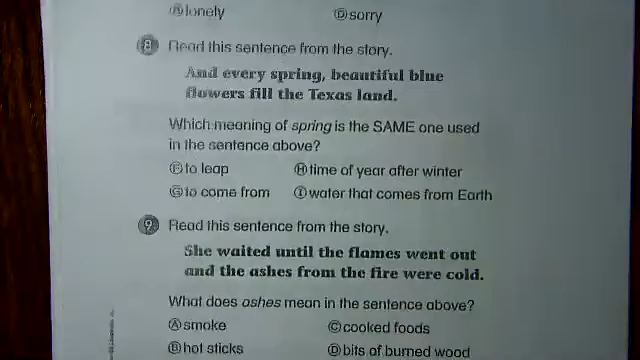 Ⓐlonely Ⓓsorry
8 Read this sentence from the story.
And every spring, beautiful blue
flowers fill the Texas land.
Which meaning of spring is the SAME one used
in the sentence above?
Ⓕto leap Ⓗtime of year after winter
Ⓖto come from Ⓘwater that comes from Earth
9 Read this sentence from the story.
She waited until the flames went out
and the ashes from the fire were cold.
What does ashes mean in the sentence above?
Ⓐsmoke Ⓒcooked foods
Ⓑhot sticks Ⓓbits of burned wood